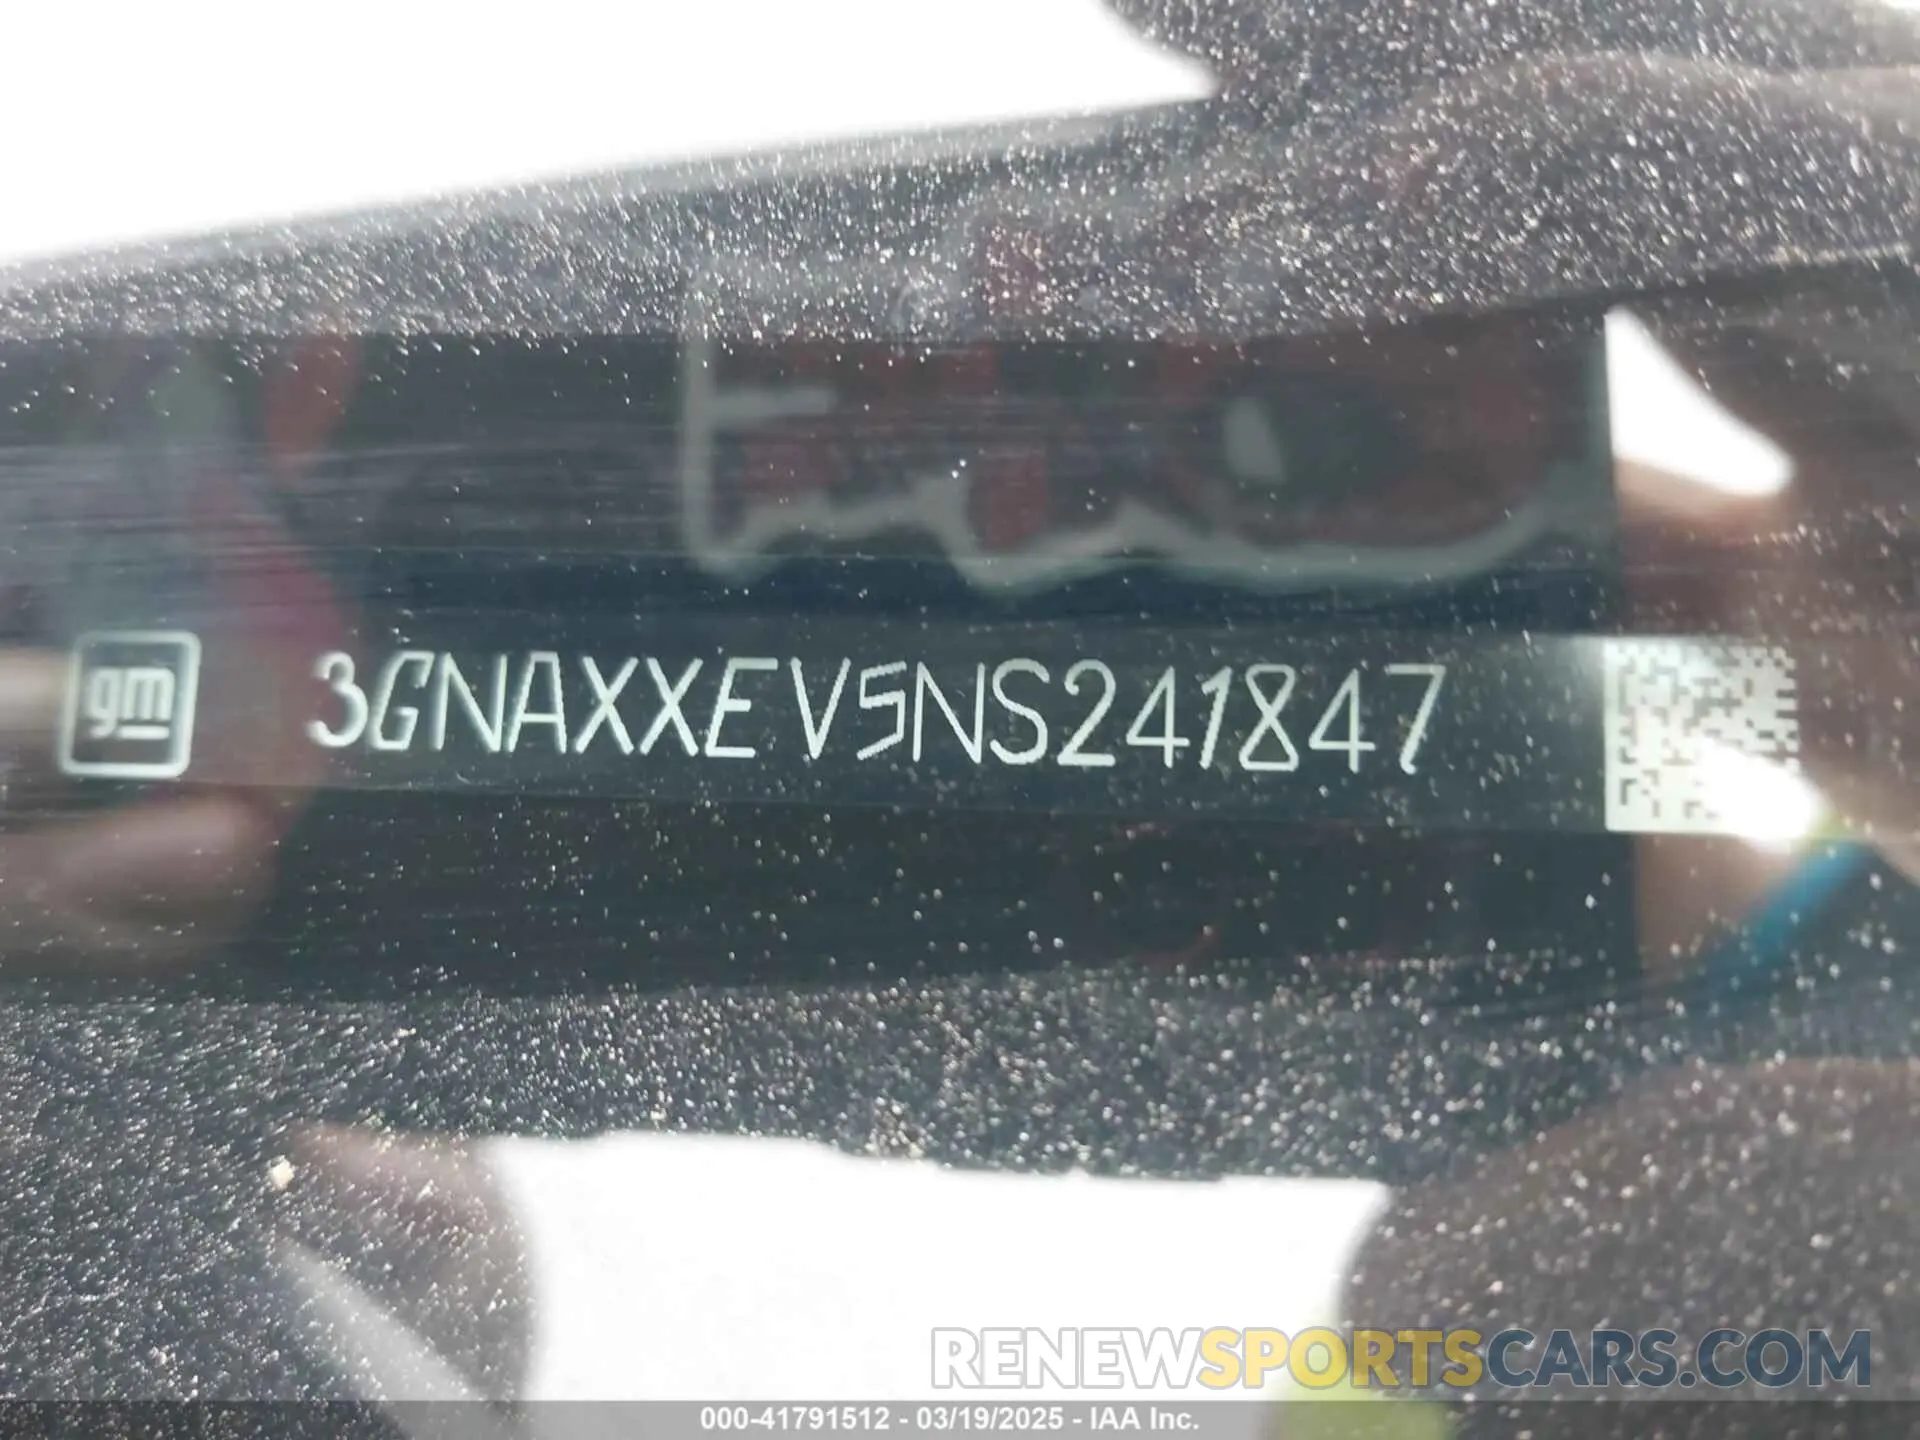 gm 3GNAXXEV5NS241847
RENEWSPORTSCARS.COM
000-41791512 - 03/19/2025 - IAA Inc.